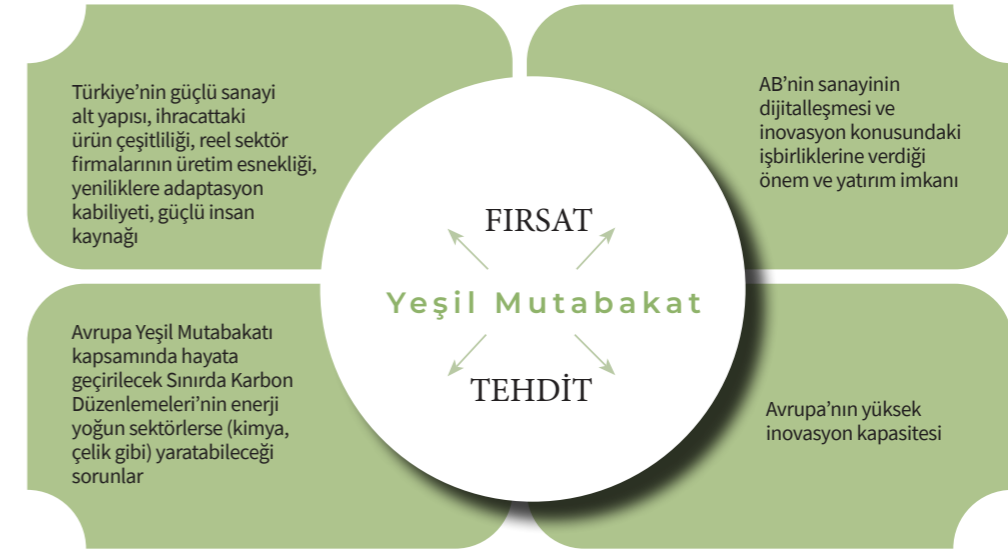 Türkiye’nin güçlü sanayi
alt yapısı, ihracattaki
ürün çeşitliliği, reel sektör
firmalarının üretim esnekliği,
yeniliklere adaptasyon
kabiliyeti, güçlü insan
kaynağı
AB’nin sanayinin
dijitalleşmesi ve
inovasyon konusundaki
işbirliklerine verdiği
önem ve yatırım imkanı
FIRSAT
Yeşil Mutabakat
TEHDİT
Avrupa Yeşil Mutabakatı
kapsamında hayata
geçirilecek Sınırda Karbon
Düzenlemeleri’nin enerji
yoğun sektörlerse (kimya,
çelik gibi) yaratabileceği
sorunlar
Avrupa’nın yüksek
inovasyon kapasitesi